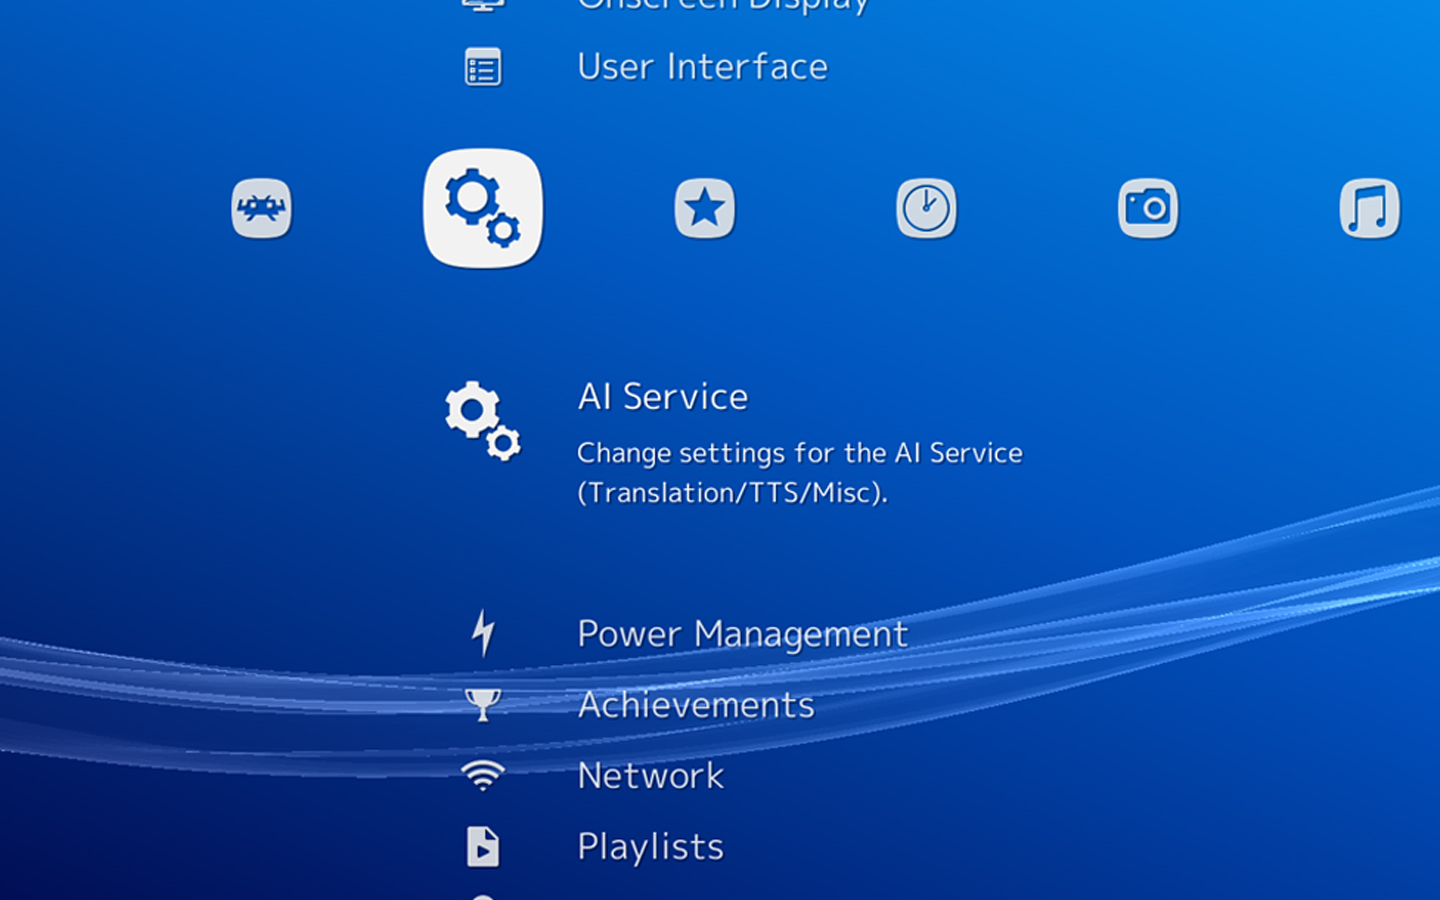 Onscreen Display
User Interface
AI Service
Change settings for the AI Service
(Translation/TTS/Misc).
Power Management
Achievements
Network
Playlists